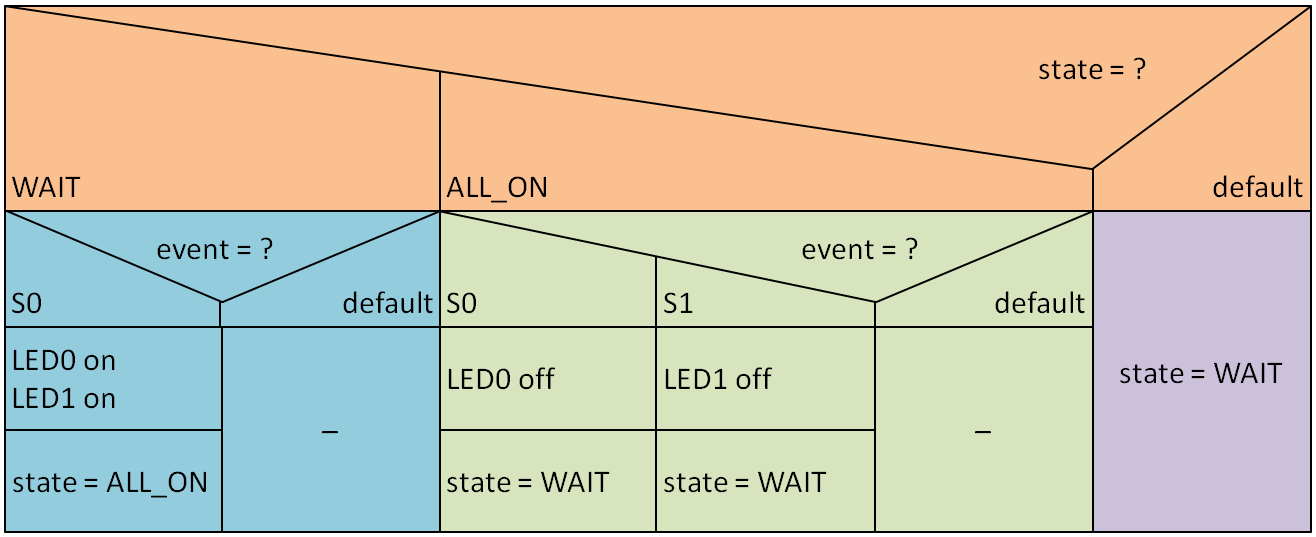 state = ?
WAIT
ALL_ON
default
event = ?
S0
default
event = ?
S0
S1
default
LED0 on
LED1 on
state = ALL_ON
–
LED0 off
state = WAIT
LED1 off
state = WAIT
–
state = WAIT